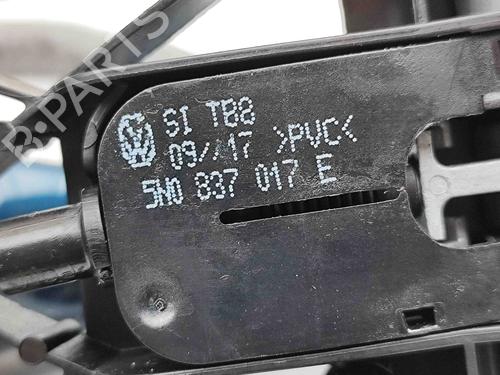 B-PARTS
SI TB8
09/17 >PVC<
5N0 837 017 E